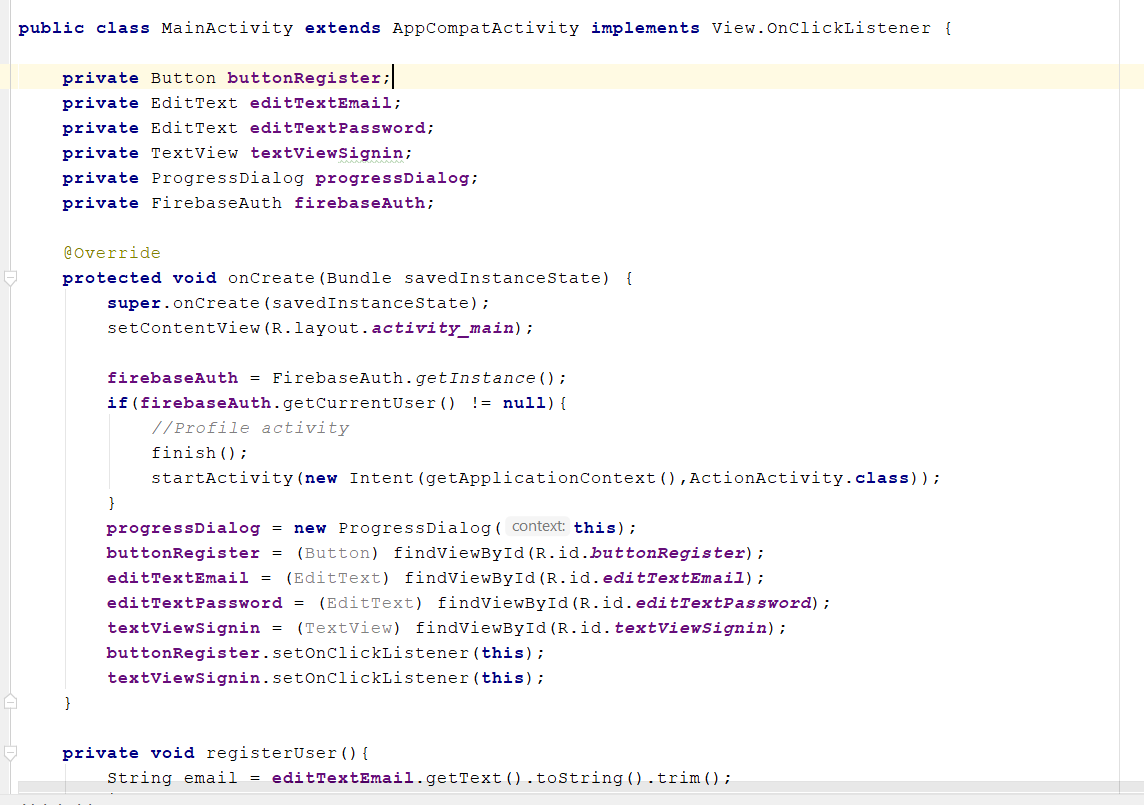 public class MainActivity extends AppCompatActivity implements View.OnClickListener {
private Button buttonRegister;
private EditText editTextEmail;
private EditText editTextPassword;
private TextView textViewSignin;
private ProgressDialog progressDialog;
private FirebaseAuth firebaseAuth;
@Override
protected void onCreate(Bundle savedInstanceState) {
super.onCreate(savedInstanceState);
setContentView(R.layout.activity_main);
firebaseAuth = FirebaseAuth.getInstance();
if(firebaseAuth.getCurrentUser() != null){
//Profile activity
finish();
startActivity(new Intent(getApplicationContext(),ActionActivity.class));
}
progressDialog = new ProgressDialog( context: this);
buttonRegister = (Button) findViewById(R.id.buttonRegister);
editTextEmail = (EditText) findViewById(R.id.editTextEmail);
editTextPassword = (EditText) findViewById(R.id.editTextPassword);
textViewSignin = (TextView) findViewById(R.id.textViewSignin);
buttonRegister.setOnClickListener(this);
textViewSignin.setOnClickListener(this);
}
private void registerUser(){
String email = editTextEmail.getText().toString().trim();